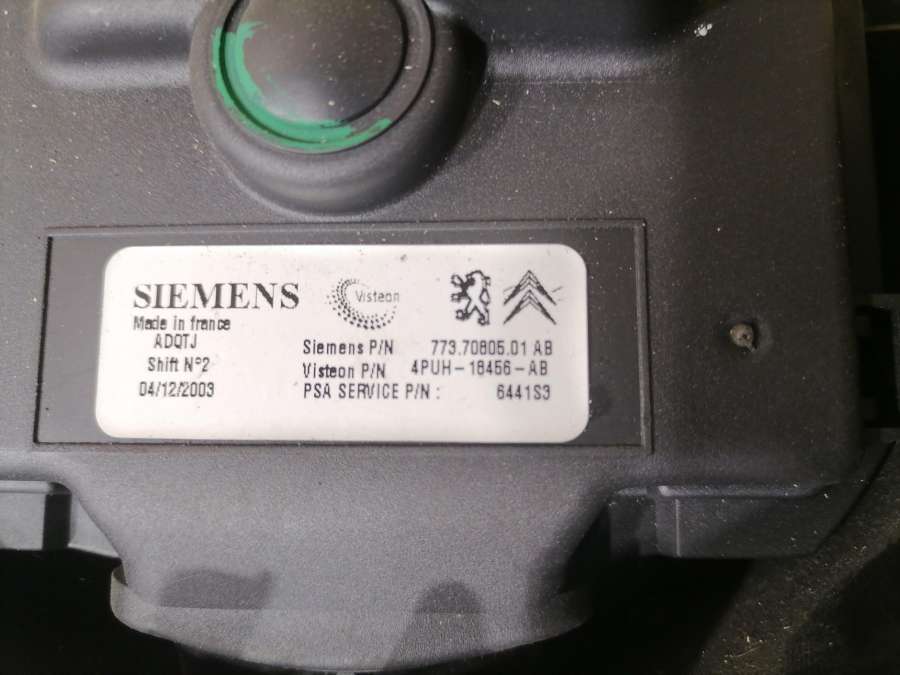 SIEMENS
Visteon
Made in france
ADQTJ
Shift N°2
04/12/2003
Siemens P/N 773.70805.01 AB
Visteon P/N 4PUH-18456-AB
PSA SERVICE P/N : 6441S3